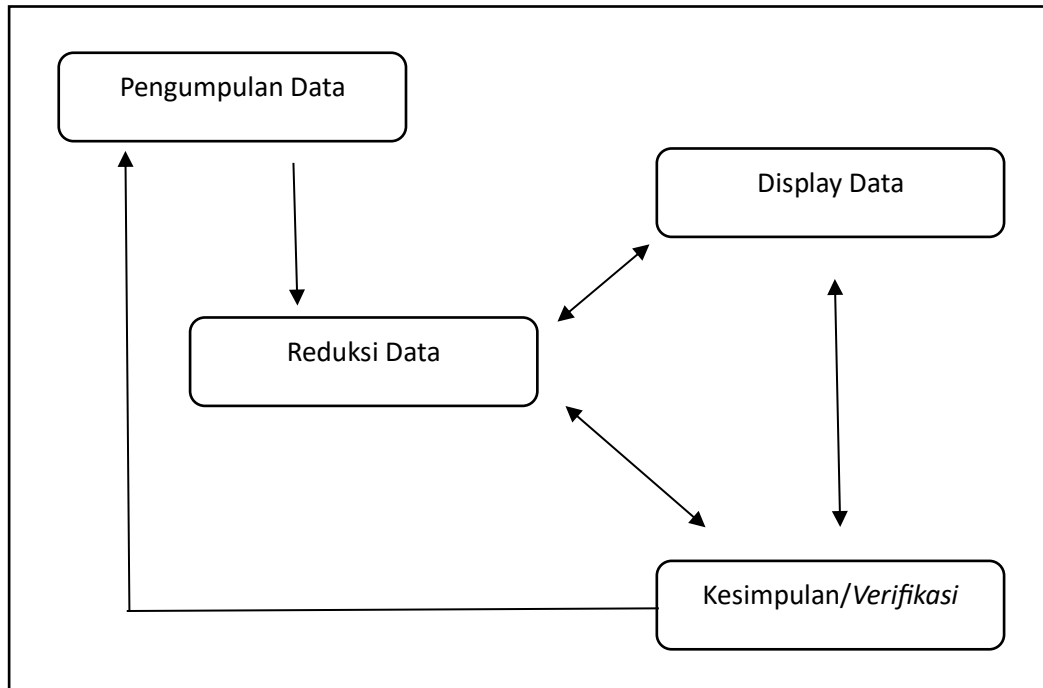 Pengumpulan Data
Display Data
Reduksi Data
Kesimpulan/Verifikasi